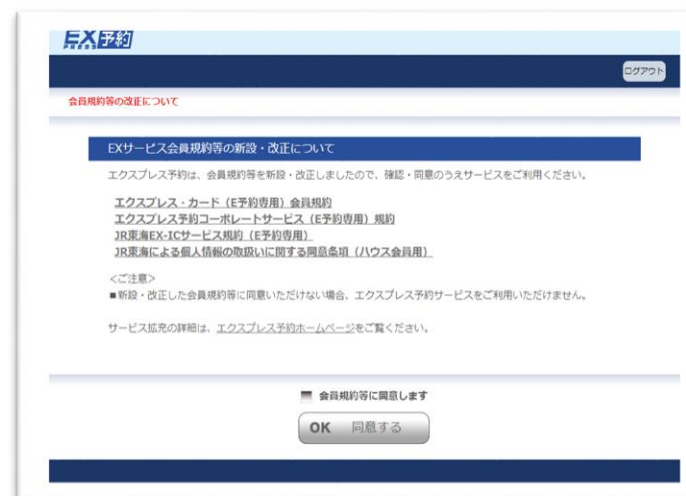 EX予約
PRESS
ログアウト
会員規約等の改正について
EXサービス会員規約等の新設・改正について
エクスプレス予約は、会員規約等を新設・改正しましたので、確認・同意のうえサービスをご利用ください。
エクスプレス・カード（E予約専用）会員規約
エクスプレス予約コーポレートサービス（E予約専用）規約
JR東海EX-ICサービス規約（E予約専用）
JR東海による個人情報の取扱いに関する同意条項（ハウス会員用）
＜ご注意＞
■新設・改正した会員規約等に同意いただけない場合、エクスプレス予約サービスをご利用いただけません。
サービス拡充の詳細は、エクスプレス予約ホームページをご覧ください。
会員規約等に同意します
OK 同意する